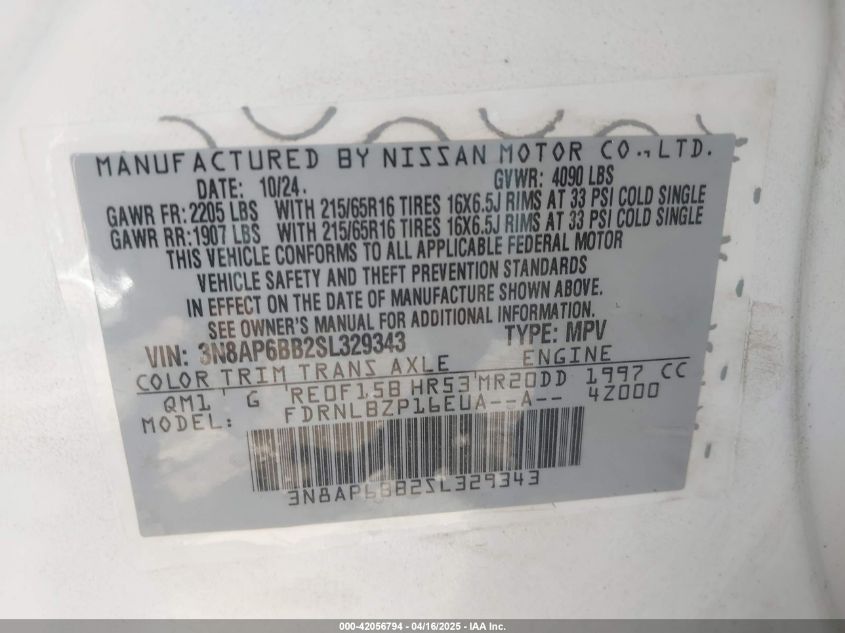 MANUFACTURED BY NISSAN MOTOR CO., LTD.
DATE: 10/24. GVWR: 4090 LBS
GAWR FR: 2205 LBS WITH 215/65R16 TIRES 16X6.5J RIMS AT 33 PSI COLD SINGLE
GAWR RR: 1907 LBS WITH 215/65R16 TIRES 16X6.5J RIMS AT 33 PSI COLD SINGLE
THIS VEHICLE CONFORMS TO ALL APPLICABLE FEDERAL MOTOR
VEHICLE SAFETY AND THEFT PREVENTION STANDARDS
IN EFFECT ON THE DATE OF MANUFACTURE SHOWN ABOVE.
SEE OWNER'S MANUAL FOR ADDITIONAL INFORMATION.
VIN: 3N8AP6BB2SL329343 TYPE: MPV
COLOR TRIM TRANS AXLE ENGINE
QM1 G RE0F15B HR53 MR20DD 1997 CC
MODEL: FDRNLBZP16EUA--A-- 4Z000
3N8AP6BB2SL329343
000-42056794 - 04/16/2025 - IAA Inc.